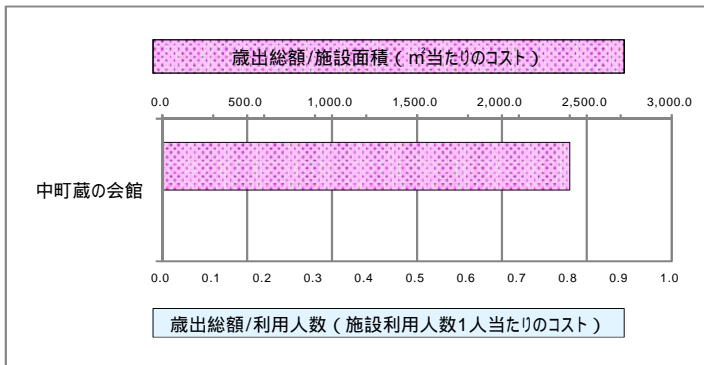 歳出総額/施設面積（㎡当たりのコスト）
0.0 500.0 1,000.0 1,500.0 2,000.0 2,500.0 3,000.0
中町蔵の会館
0.0 0.1 0.2 0.3 0.4 0.5 0.6 0.7 0.8 0.9 1.0
歳出総額/利用人数（施設利用人数1人当たりのコスト）